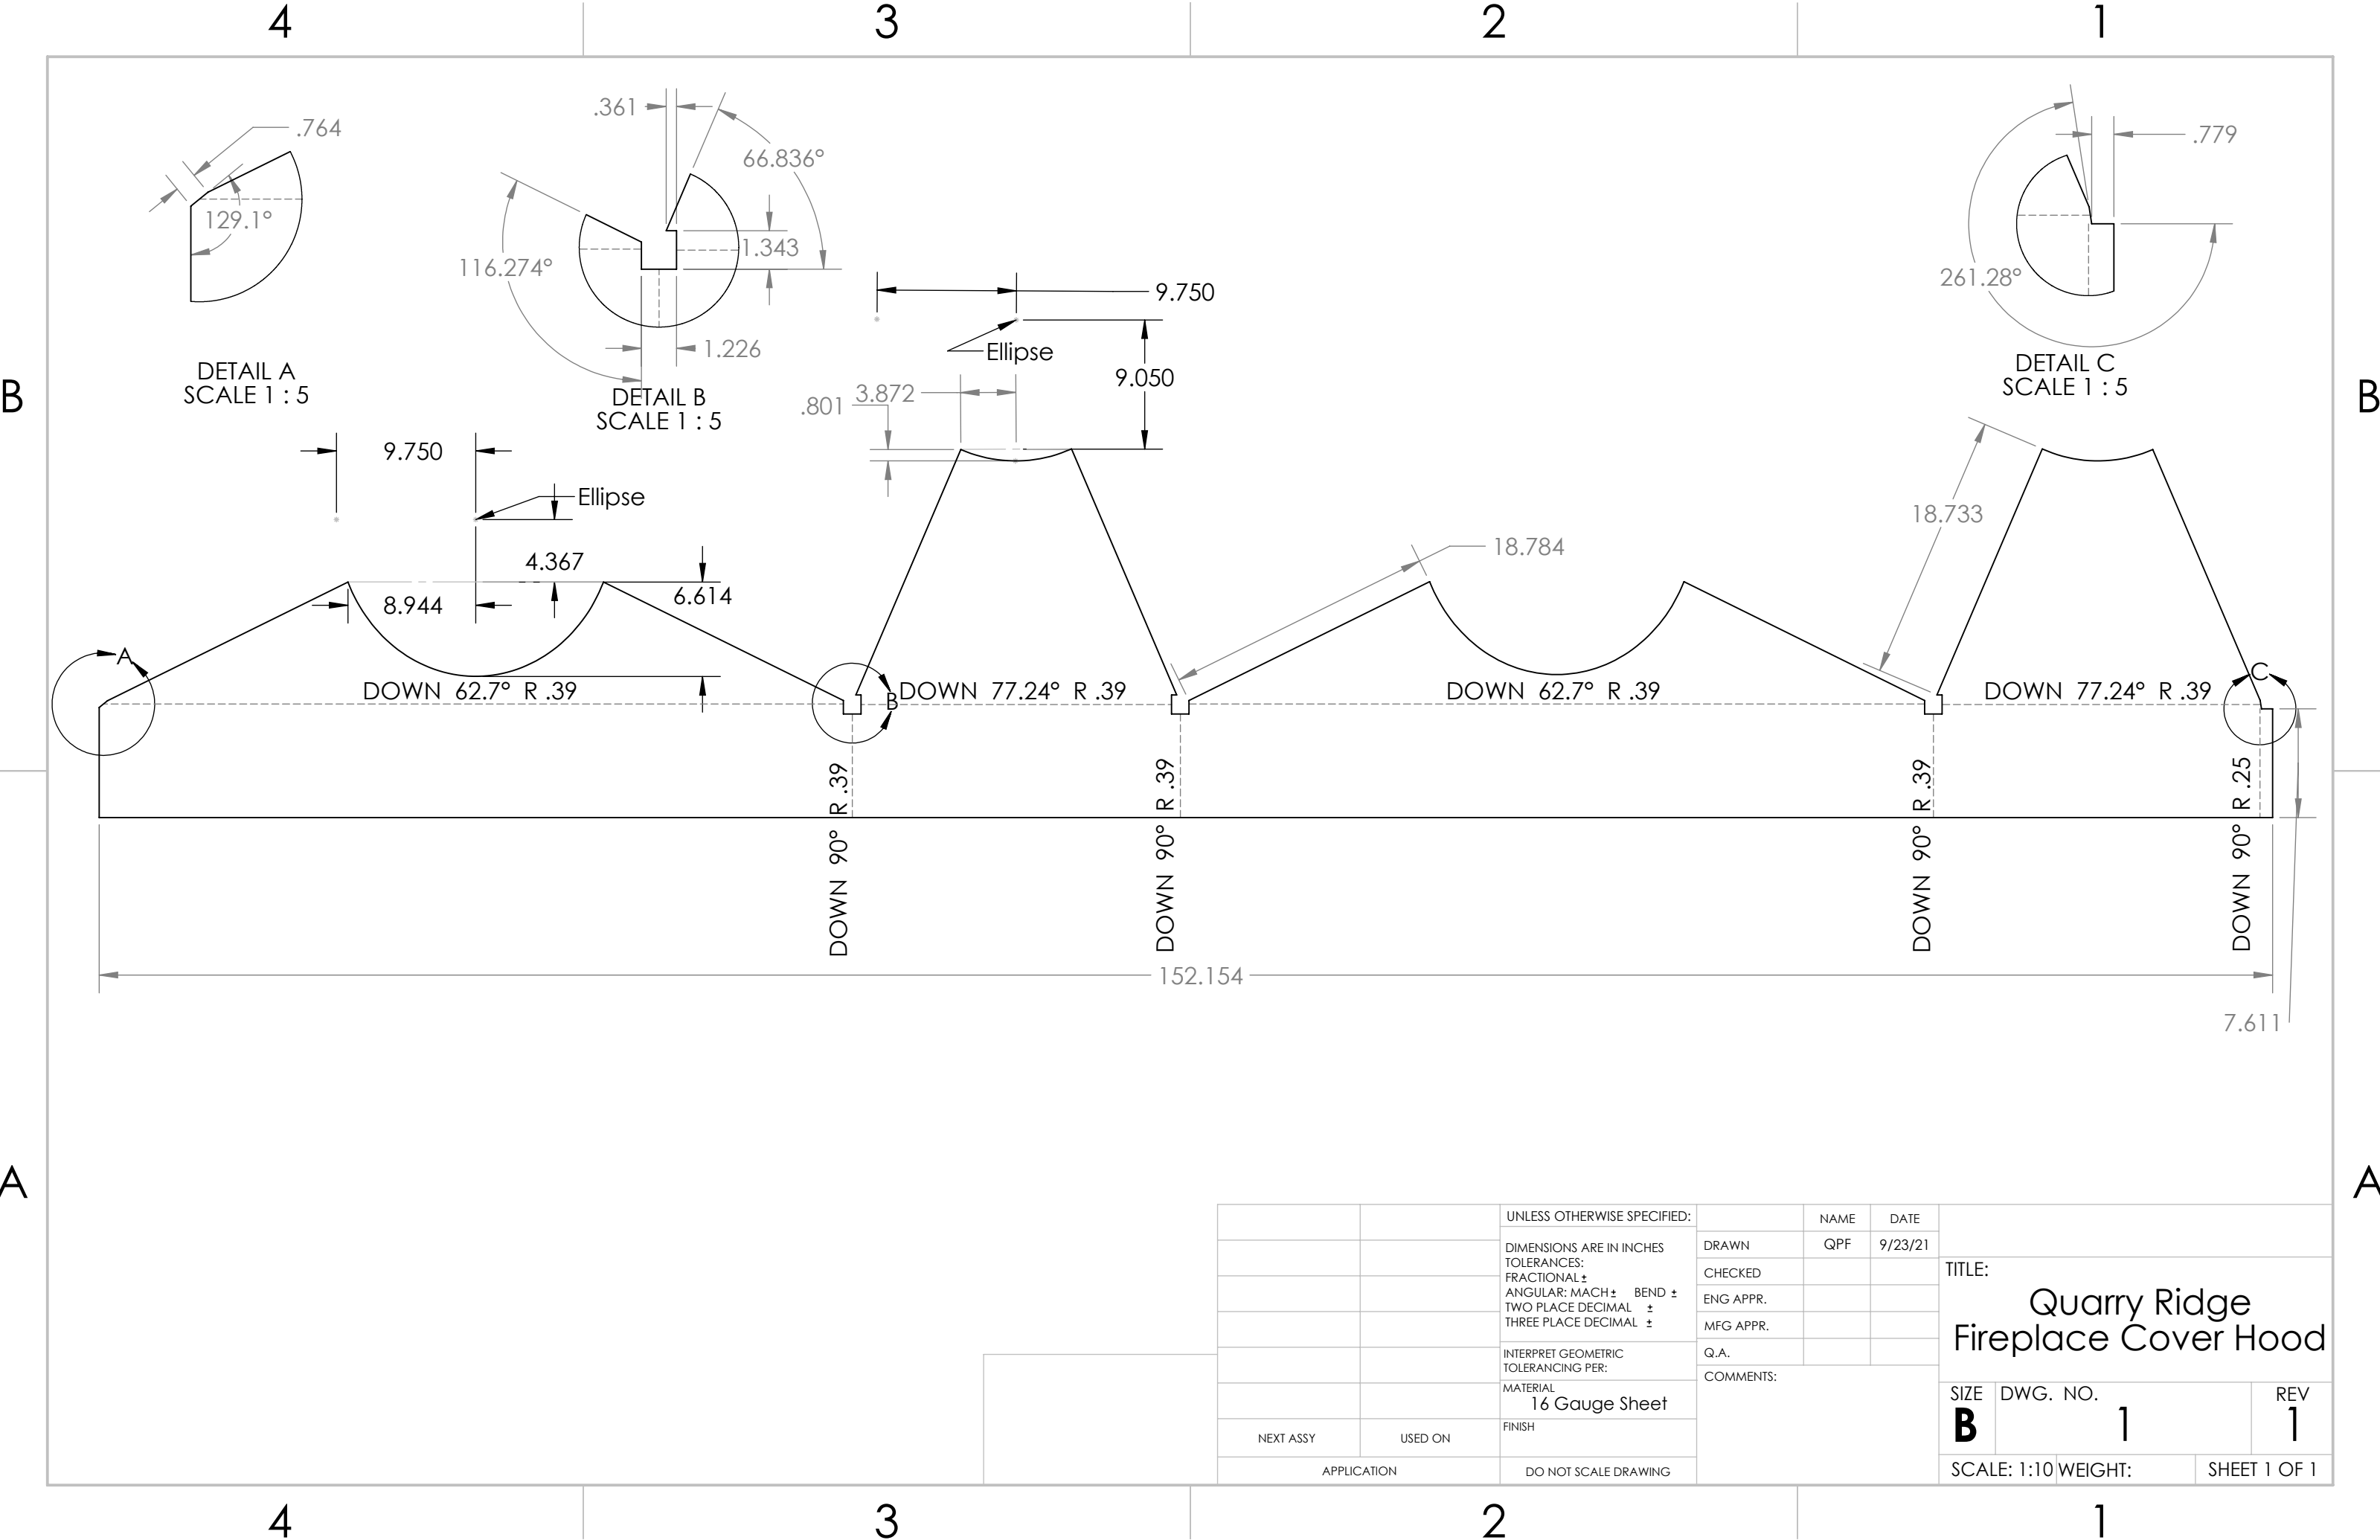 4
3
2
1
B
B
A
A
.764
129.1°
DETAIL A
SCALE 1 : 5
.361
66.836°
1.343
116.274°
1.226
DETAIL B
SCALE 1 : 5
9.750
Ellipse
9.050
3.872
.801
.779
261.28°
DETAIL C
SCALE 1 : 5
9.750
Ellipse
4.367
8.944
6.614
18.784
18.733
A
B
C
DOWN 62.7° R .39
DOWN 77.24° R .39
DOWN 62.7° R .39
DOWN 77.24° R .39
DOWN 90° R .39
DOWN 90° R .39
DOWN 90° R .39
DOWN 90° R .25
152.154
7.611
UNLESS OTHERWISE SPECIFIED:
DIMENSIONS ARE IN INCHES
TOLERANCES:
FRACTIONAL ±
ANGULAR: MACH ± BEND ±
TWO PLACE DECIMAL ±
THREE PLACE DECIMAL ±
INTERPRET GEOMETRIC
TOLERANCING PER:
MATERIAL
16 Gauge Sheet
FINISH
DO NOT SCALE DRAWING
NEXT ASSY
USED ON
APPLICATION
NAME
DATE
DRAWN
QPF
9/23/21
CHECKED
ENG APPR.
MFG APPR.
Q.A.
COMMENTS:
TITLE:
Quarry Ridge
Fireplace Cover Hood
SIZE
B
DWG. NO.
1
REV
1
SCALE: 1:10
WEIGHT:
SHEET 1 OF 1
4
3
2
1